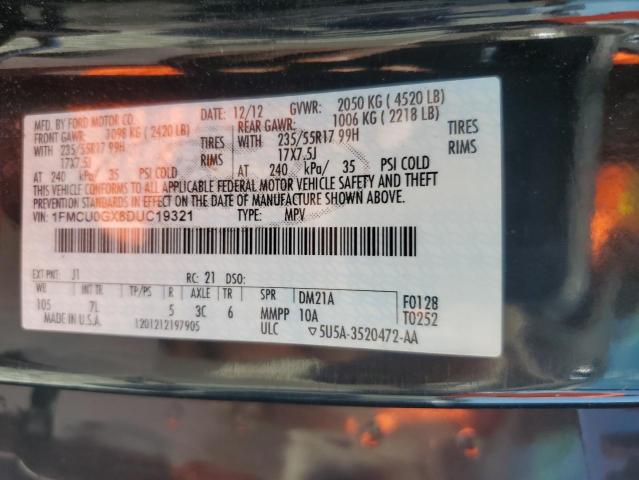 MFD. BY FORD MOTOR CO. DATE: 12/12 GVWR: 2050 KG ( 4520 LB)
FRONT GAWR: 1098 KG ( 2420 LB) REAR GAWR: 1006 KG ( 2218 LB)
WITH 235/55R17 99H TIRES WITH 235/55R17 99H TIRES
17X7.5J RIMS 17X7.5J RIMS
AT 240 kPa/ 35 PSI COLD AT 240 kPa/ 35 PSI COLD
THIS VEHICLE CONFORMS TO ALL APPLICABLE FEDERAL MOTOR VEHICLE SAFETY AND THEFT
PREVENTION STANDARDS IN EFFECT ON THE DATE OF MANUFACTURE SHOWN ABOVE.
VIN: 1FMCU0GX8DUC19321 TYPE: MPV
EXT PNT: J1 RC: 21 DSO:
WB INT TR TP/PS R AXLE TR SPR DM21A F0128
105 7L 5 3C 6 MMPP 10A T0252
MADE IN U.S.A. 120121219790​5 ULC ▽5U5A-3520472-AA